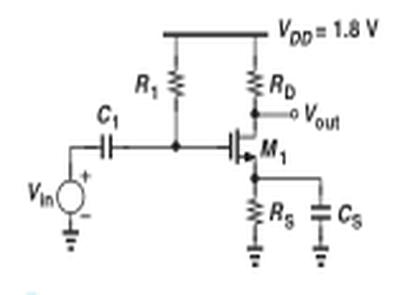 V_DD = 1.8 V
R_1
R_D
C_1
V_out
M_1
V_in
+
−
R_S
C_S